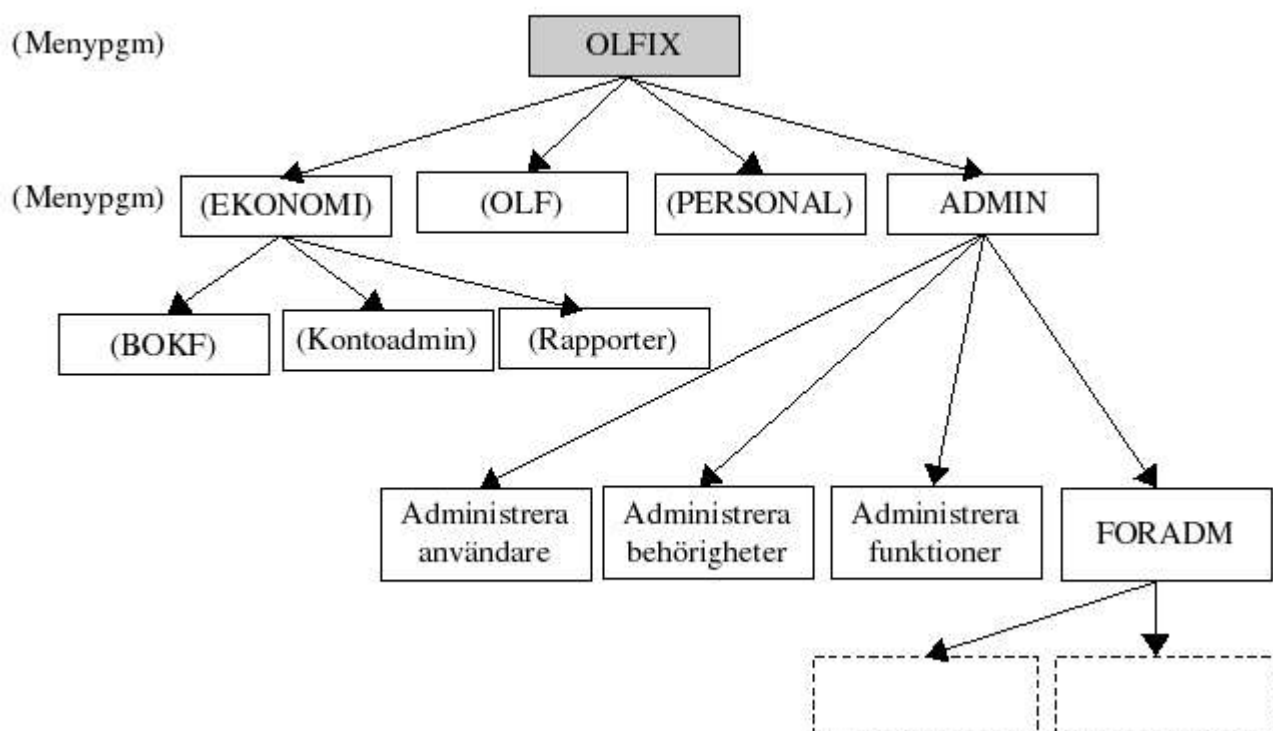 (Menypgm)
OLFIX
(Menypgm)
(EKONOMI)
(OLF)
(PERSONAL)
ADMIN
(BOKF)
(Kontoadmin)
(Rapporter)
Administrera
användare
Administrera
behörigheter
Administrera
funktioner
FORADM